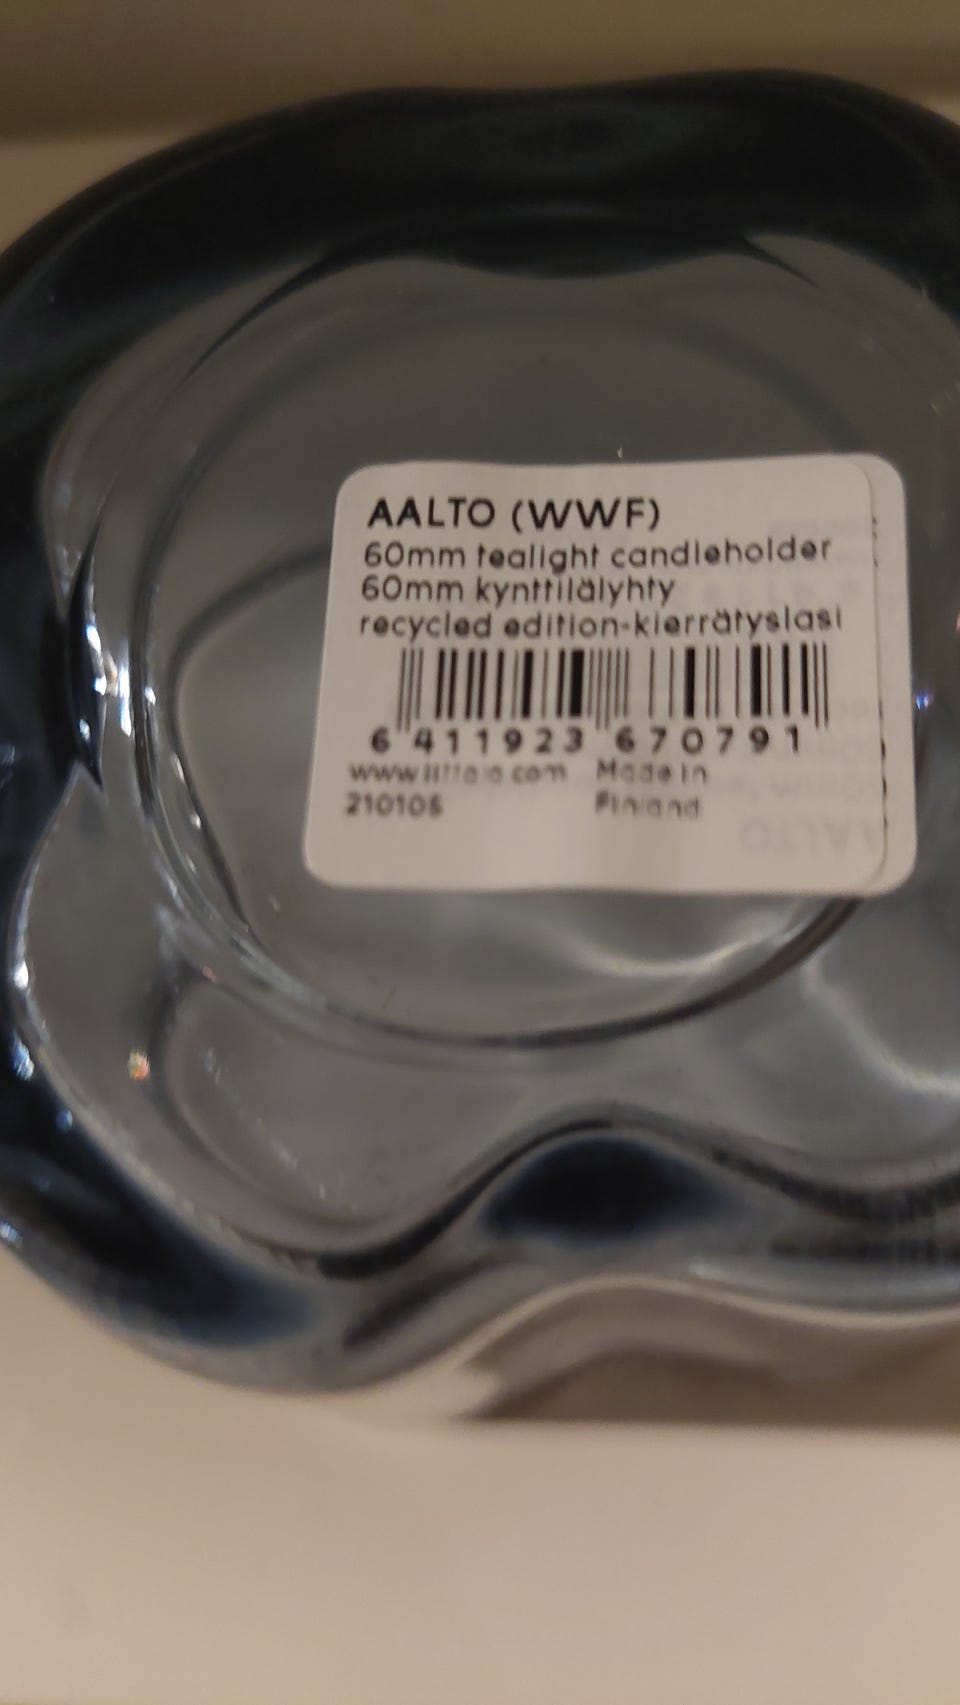 AALTO (WWF)
60mm tealight candleholder
60mm kynttilälyhty
recycled edition-kierrätyslasi
6 411923 670791
www.iittala.com Made in
210105 Finland
AALTO